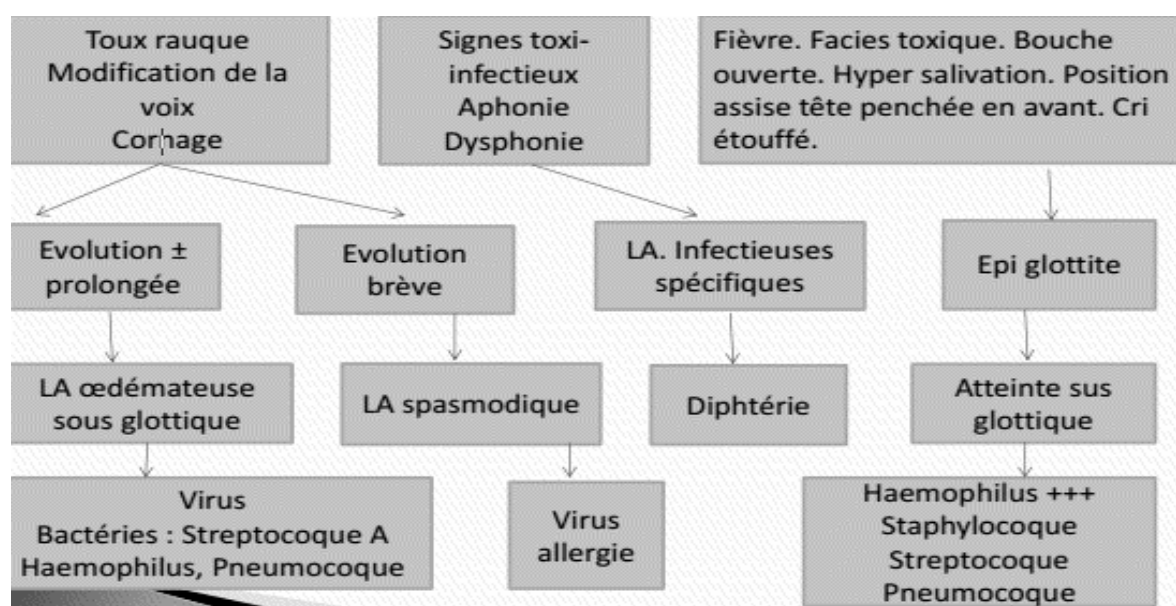 Toux rauque
Modification de la
voix
Cornage
Signes toxi-
infectieux
Aphonie
Dysphonie
Fièvre. Facies toxique. Bouche
ouverte. Hyper salivation. Position
assise tête penchée en avant. Cri
étouffé.
Evolution ±
prolongée
Evolution
brève
LA. Infectieuses
spécifiques
Epi glottite
LA œdémateuse
sous glottique
LA spasmodique
Diphtérie
Atteinte sus
glottique
Virus
Bactéries : Streptocoque A
Haemophilus, Pneumocoque
Virus
allergie
Haemophilus +++
Staphylocoque
Streptocoque
Pneumocoque